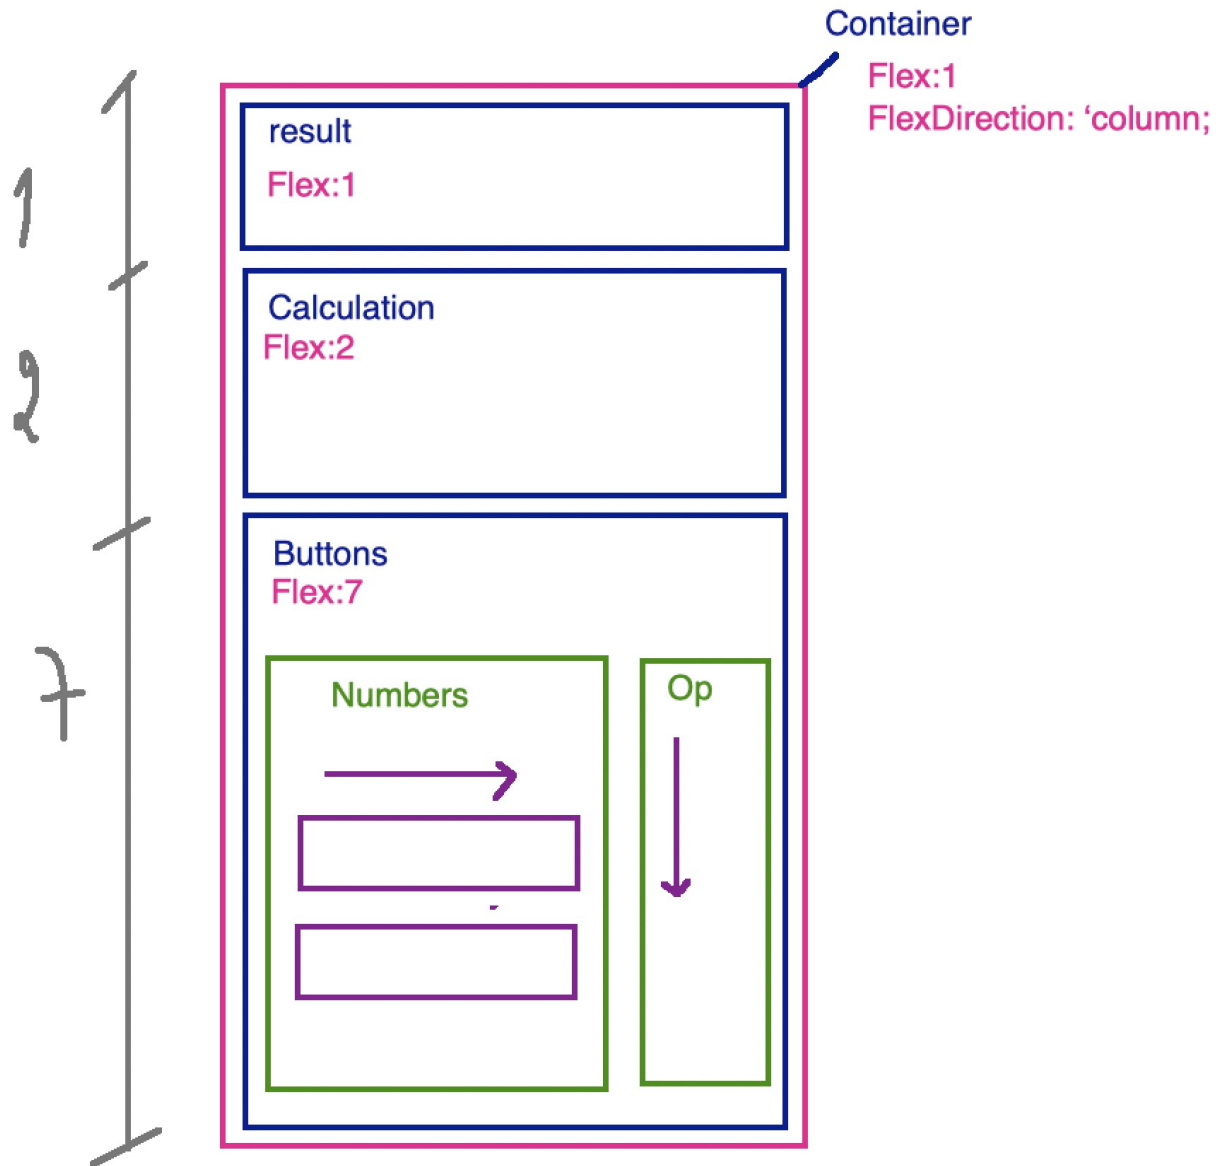 Container
Flex:1
FlexDirection: ‘column;
result
Flex:1
1
Calculation
Flex:2
2
Buttons
Flex:7
7
Numbers
Op